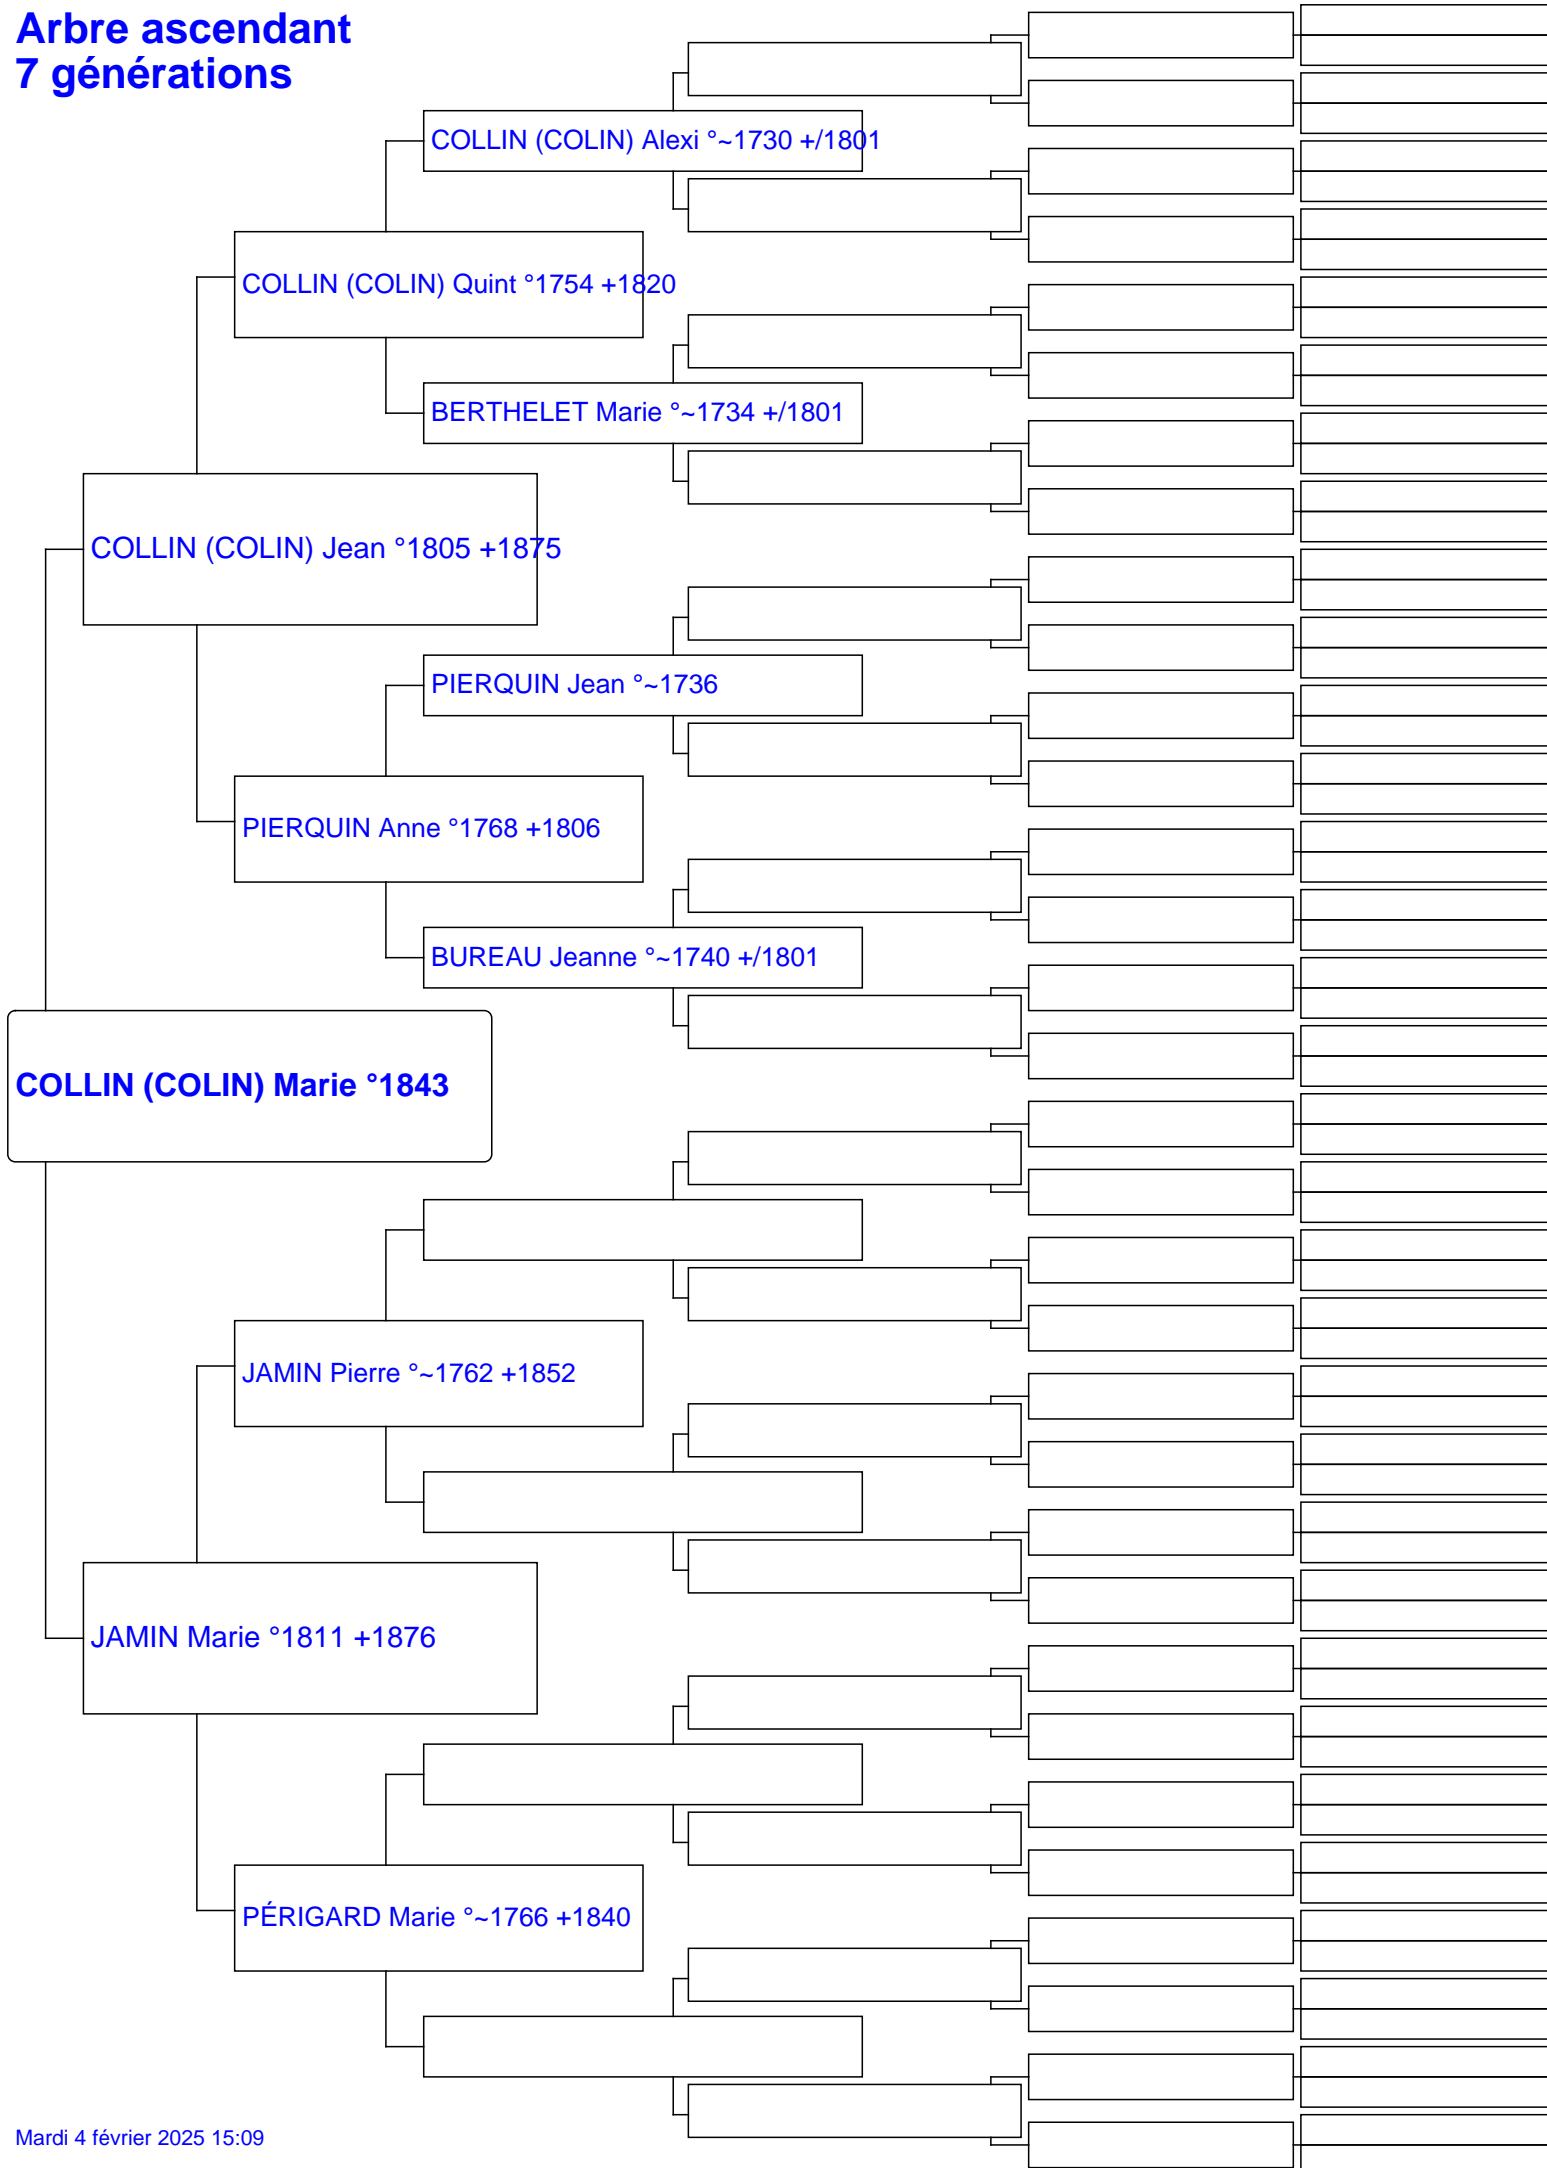 Arbre ascendant
7 générations
COLLIN (COLIN) Alexi °~1730 +/1801
COLLIN (COLIN) Quint °1754 +1820
BERTHELET Marie °~1734 +/1801
COLLIN (COLIN) Jean °1805 +1875
PIERQUIN Jean °~1736
PIERQUIN Anne °1768 +1806
BUREAU Jeanne °~1740 +/1801
COLLIN (COLIN) Marie °1843
JAMIN Pierre °~1762 +1852
JAMIN Marie °1811 +1876
PÉRIGARD Marie °~1766 +1840
Mardi 4 février 2025 15:09